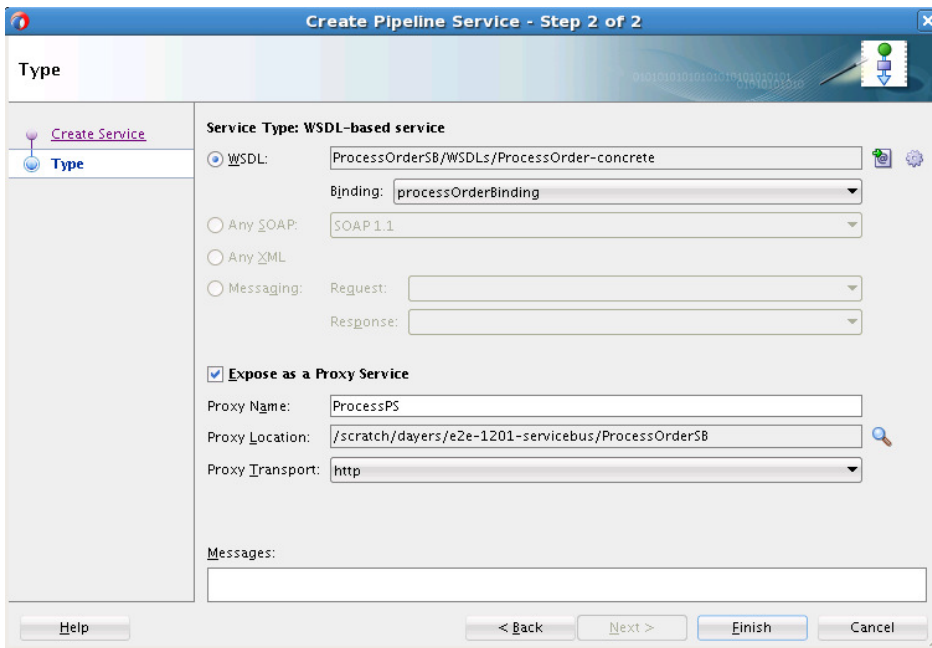 Create Pipeline Service - Step 2 of 2
Type
Create Service
Type
Service Type: WSDL-based service
WSDL: ProcessOrderSB/WSDLs/ProcessOrder-concrete
Binding: processOrderBinding
Any SOAP: SOAP 1.1
Any XML
Messaging: Request:
Response:
Expose as a Proxy Service
Proxy Name: ProcessPS
Proxy Location: /scratch/dayers/e2e-1201-servicebus/ProcessOrderSB
Proxy Transport: http
Messages:
Help < Back Next > Finish Cancel